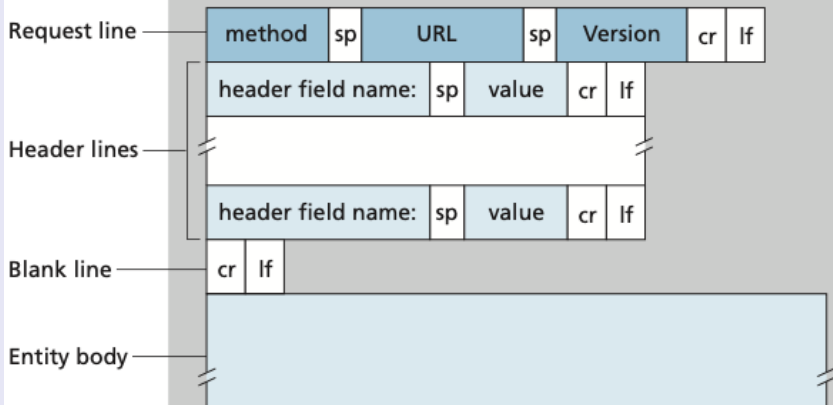 Request line method sp URL sp Version cr lf
header field name: sp value cr lf
Header lines
header field name: sp value cr lf
Blank line cr lf
Entity body